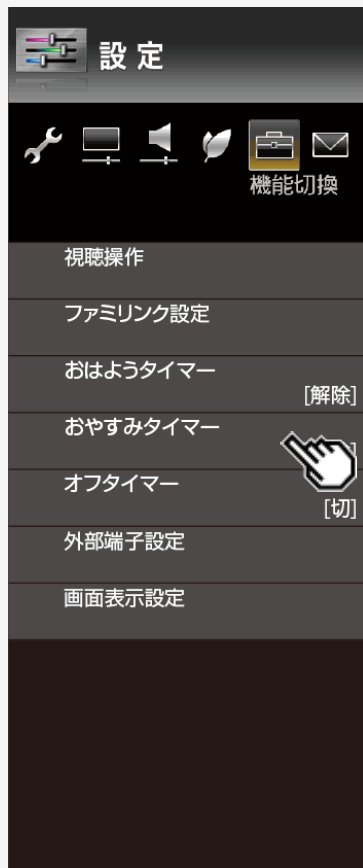 設定
機能切換
視聴操作
ファミリンク設定
おはようタイマー
[解除]
おやすみタイマー
]
オフタイマー
[切]
外部端子設定
画面表示設定